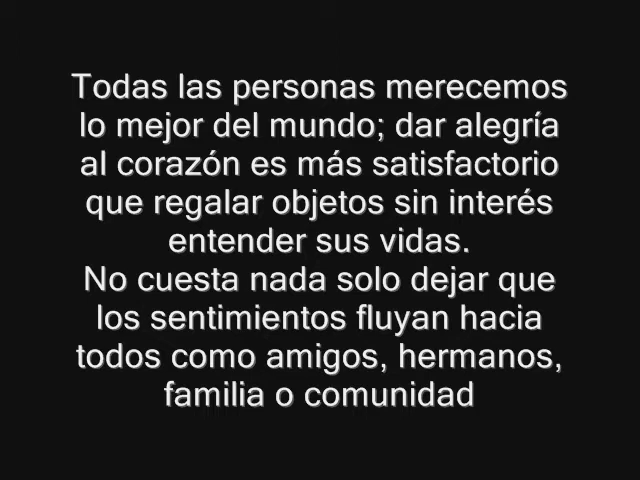 Todas las personas merecemos
lo mejor del mundo; dar alegría
al corazón es más satisfactorio
que regalar objetos sin interés
entender sus vidas.
No cuesta nada solo dejar que
los sentimientos fluyan hacia
todos como amigos, hermanos,
familia o comunidad